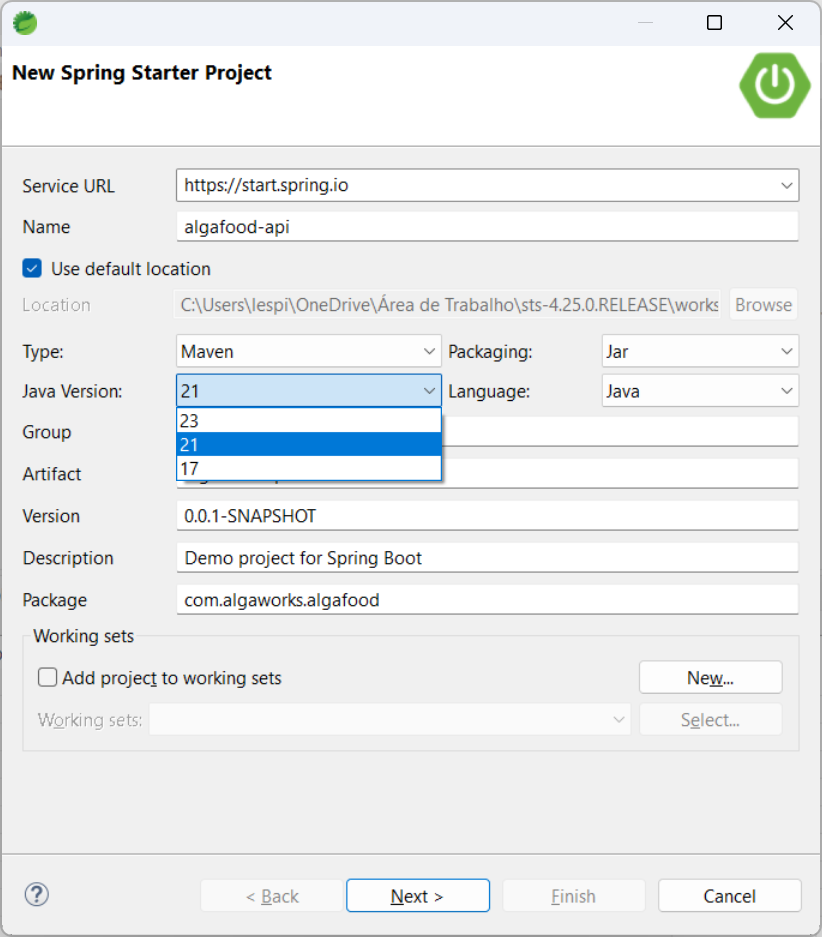 New Spring Starter Project
Service URL https://start.spring.io
Name algafood-api
Use default location
Location C:\Users\lespi\OneDrive\Área de Trabalho\sts-4.25.0.RELEASE\works Browse
Type: Maven Packaging: Jar
Java Version: 21 Language: Java
23
Group
21
Artifact
17
Version 0.0.1-SNAPSHOT
Description Demo project for Spring Boot
Package com.algaworks.algafood
Working sets
Add project to working sets New...
Working sets: Select...
< Back Next > Finish Cancel